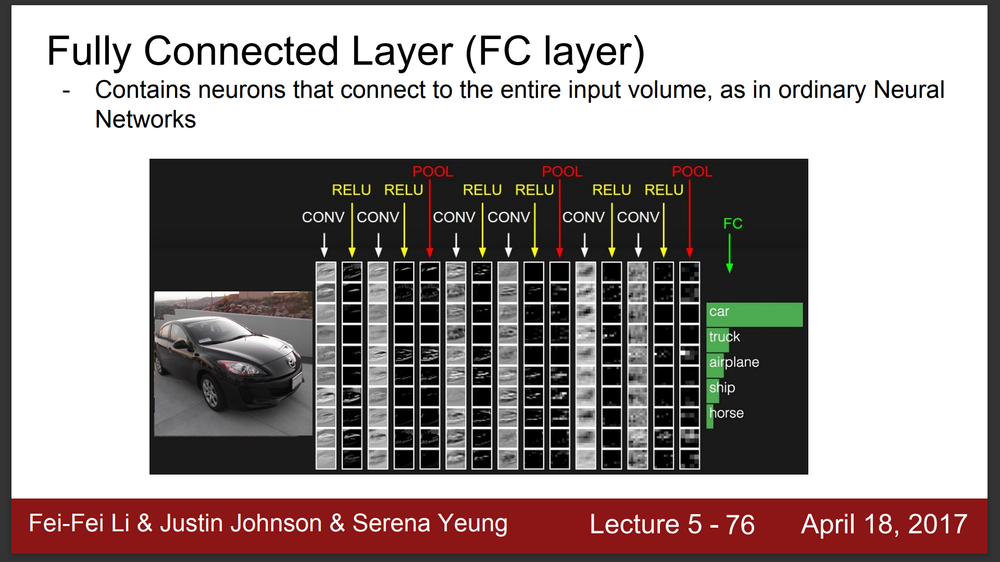 Fully Connected Layer (FC layer)
- Contains neurons that connect to the entire input volume, as in ordinary Neural
Networks
POOL POOL POOL
RELU RELU RELU RELU RELU RELU
CONV CONV CONV CONV CONV CONV
FC
car
truck
airplane
ship
horse
Fei-Fei Li & Justin Johnson & Serena Yeung Lecture 5 - 76 April 18, 2017